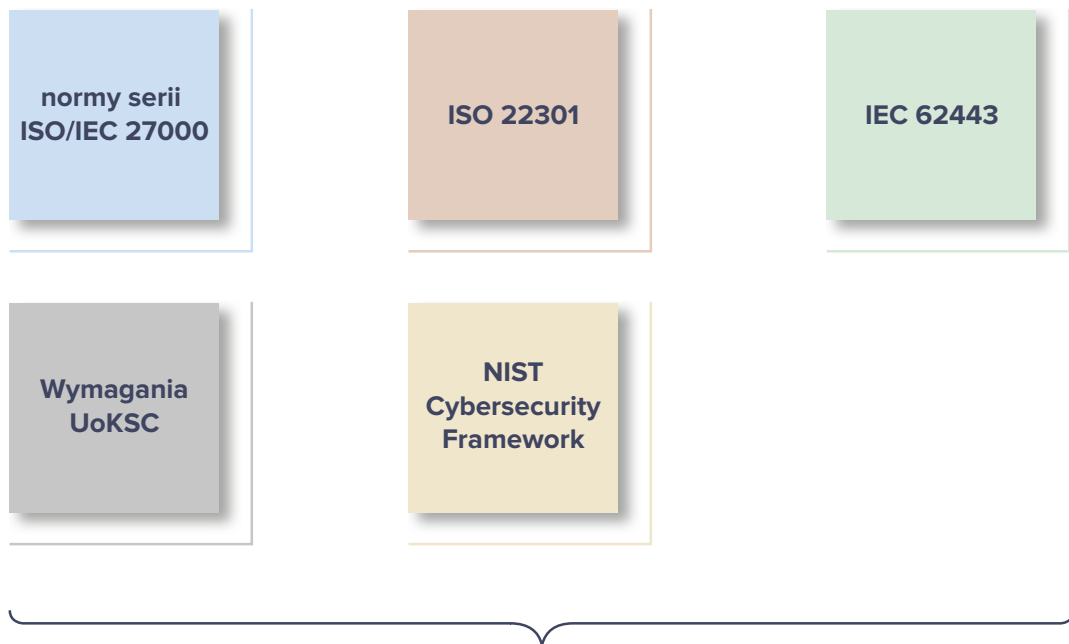 normy serii
ISO/IEC 27000
ISO 22301
IEC 62443
Wymagania
UoKSC
NIST
Cybersecurity
Framework